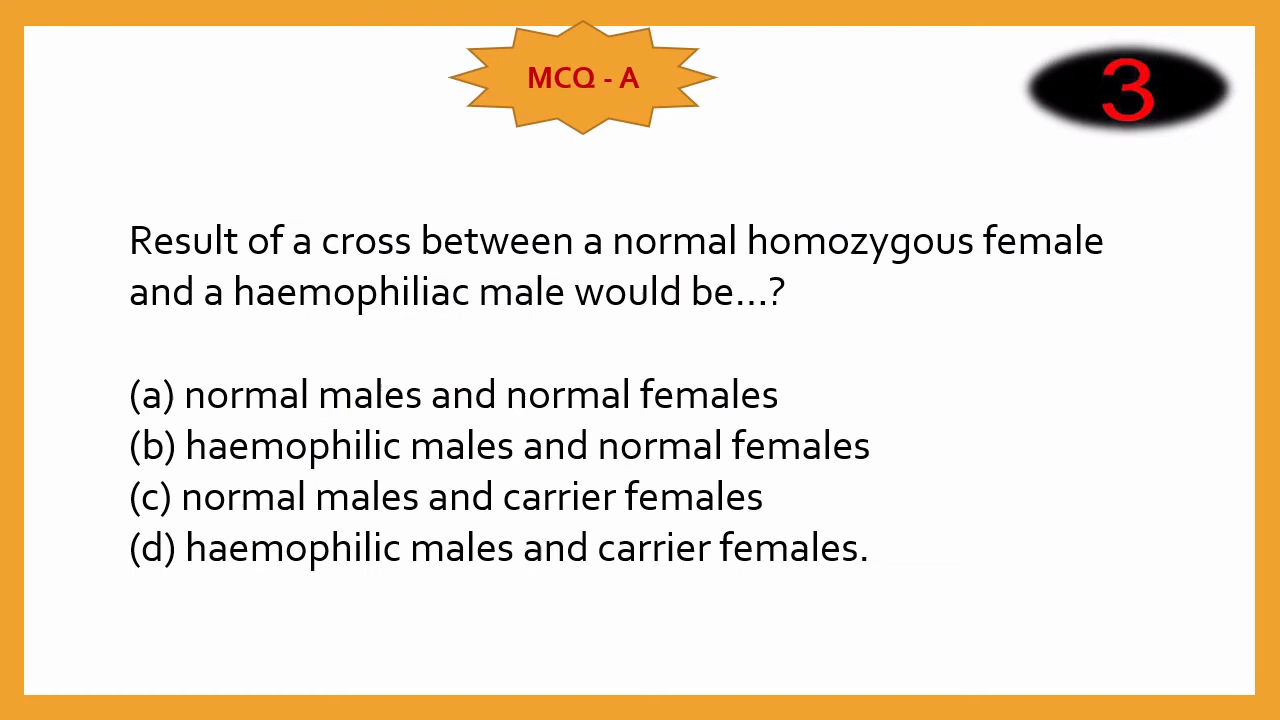 MCQ - A
3
Result of a cross between a normal homozygous female
and a haemophiliac male would be...?
(a) normal males and normal females
(b) haemophilic males and normal females
(c) normal males and carrier females
(d) haemophilic males and carrier females.